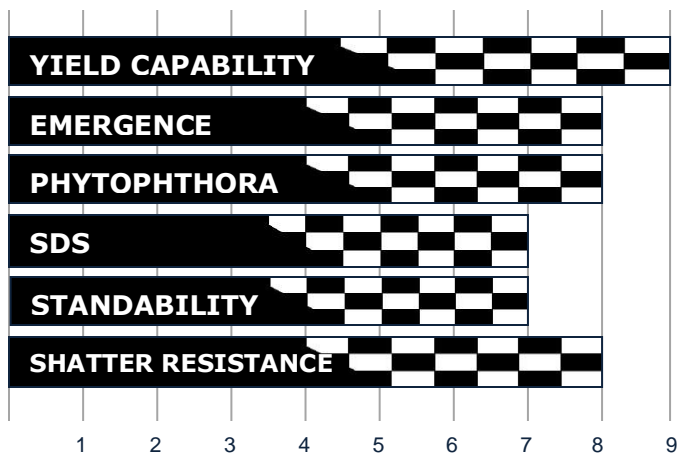 YIELD CAPABILITY
EMERGENCE
PHYTOPHTHORA
SDS
STANDABILITY
SHATTER RESISTANCE
1 2 3 4 5 6 7 8 9